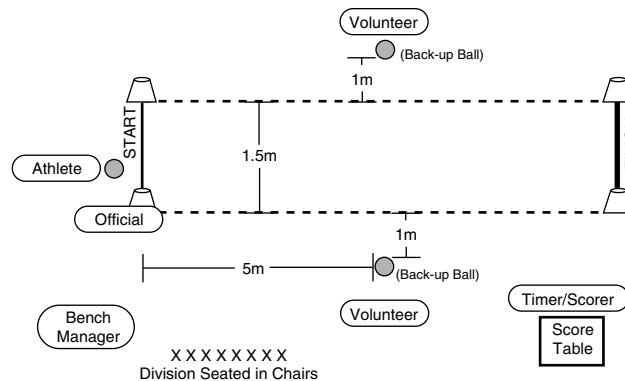 Volunteer
(Back-up Ball)
1m
START
1.5m
Athlete
Official
1m
5m
(Back-up Ball)
Bench
Manager
Volunteer
Timer/Scorer
Score
Table
X X X X X X X X
Division Seated in Chairs